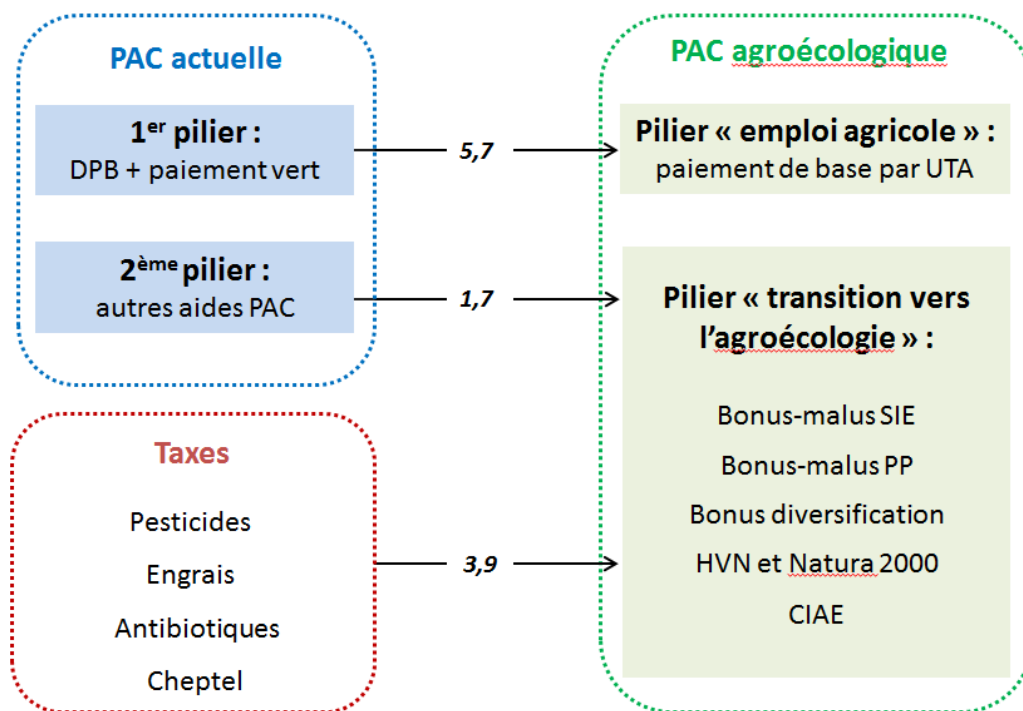 PAC actuelle
1er pilier :
DPB + paiement vert
2ème pilier :
autres aides PAC
Taxes
Pesticides
Engrais
Antibiotiques
Cheptel
5,7
1,7
3,9
PAC agroécologique
Pilier « emploi agricole » :
paiement de base par UTA
Pilier « transition vers
l’agroécologie » :
Bonus-malus SIE
Bonus-malus PP
Bonus diversification
HVN et Natura 2000
CIAE